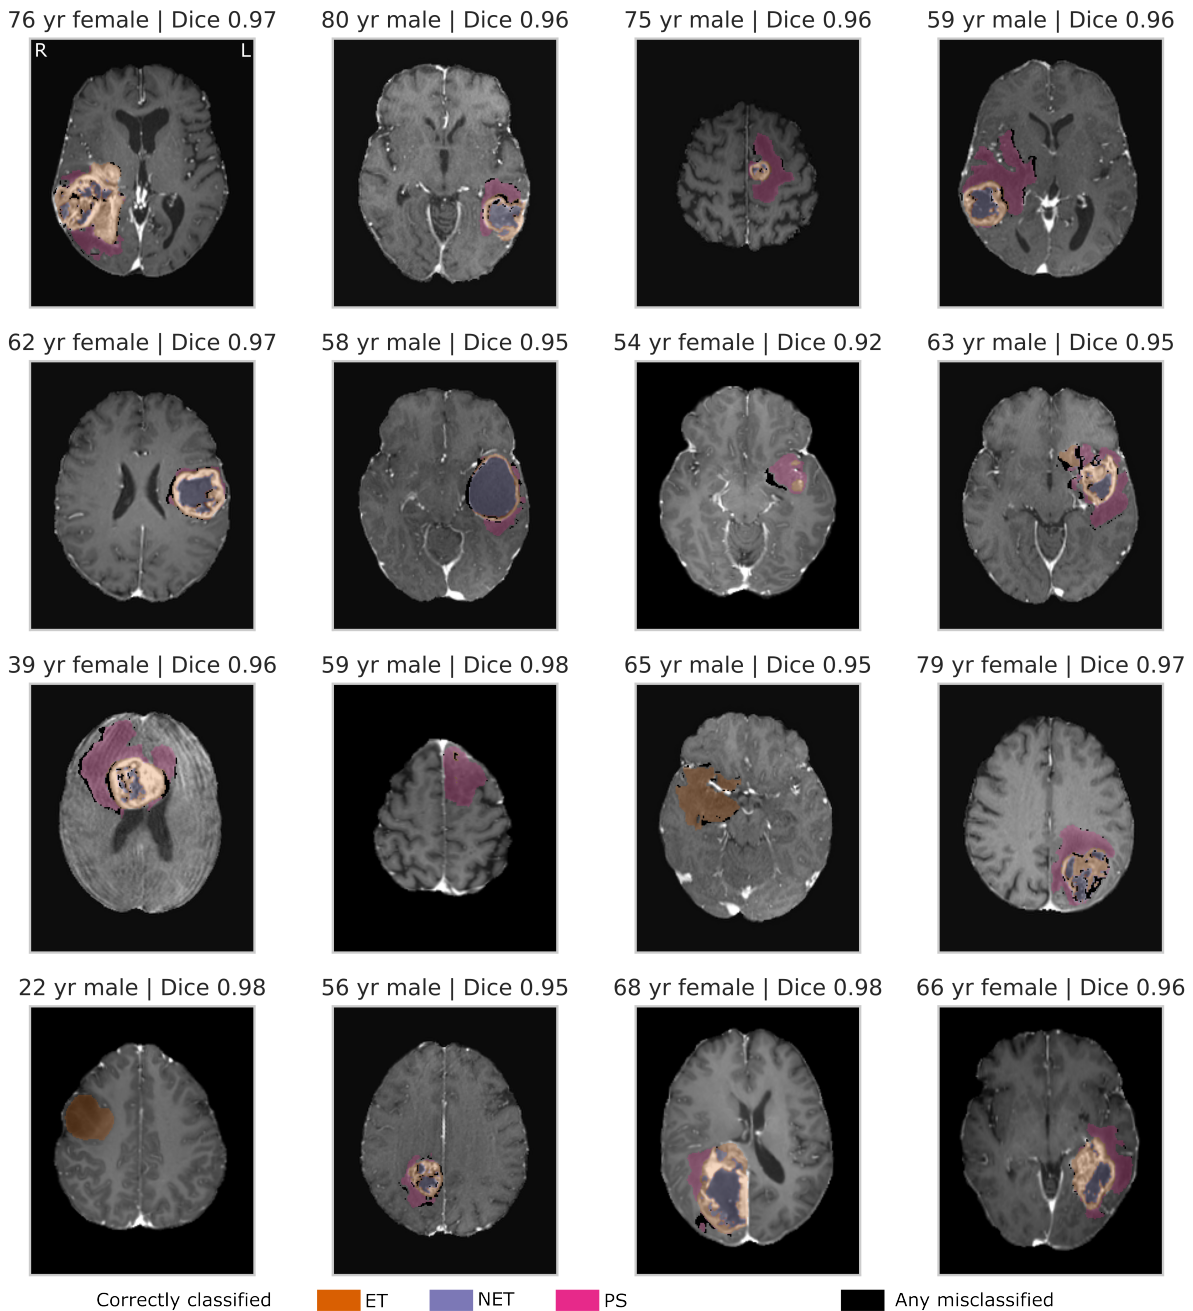 76 yr female | Dice 0.97
80 yr male | Dice 0.96
75 yr male | Dice 0.96
59 yr male | Dice 0.96
R L
62 yr female | Dice 0.97
58 yr male | Dice 0.95
54 yr female | Dice 0.92
63 yr male | Dice 0.95
39 yr female | Dice 0.96
59 yr male | Dice 0.98
65 yr male | Dice 0.95
79 yr female | Dice 0.97
22 yr male | Dice 0.98
56 yr male | Dice 0.95
68 yr female | Dice 0.98
66 yr female | Dice 0.96
Correctly classified ET NET PS Any misclassified